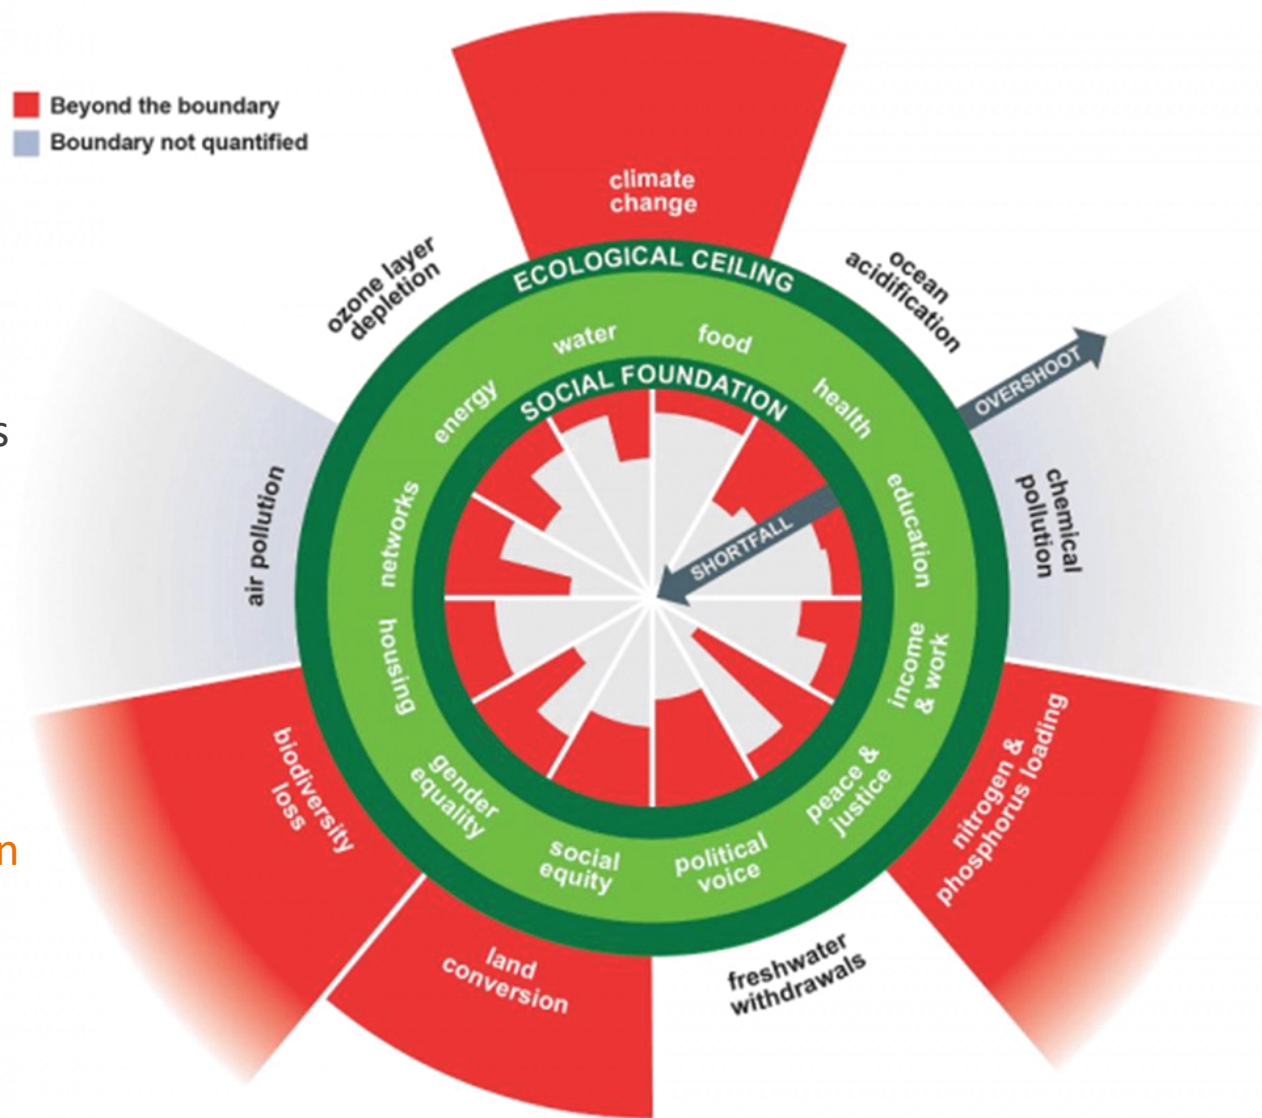 Beyond the boundary
Boundary not quantified
climate
change
ECOLOGICAL CEILING
ozone layer
depletion
ocean
acidification
water
food
SOCIAL FOUNDATION
energy
health
OVERSHOOT
s
networks
education
air pollution
chemical
pollution
SHORTFALL
housing
income
& work
biodiversity
loss
gender
equality
peace &
justice
nitrogen &
phosphorus loading
n
social
equity
political
voice
land
conversion
freshwater
withdrawals